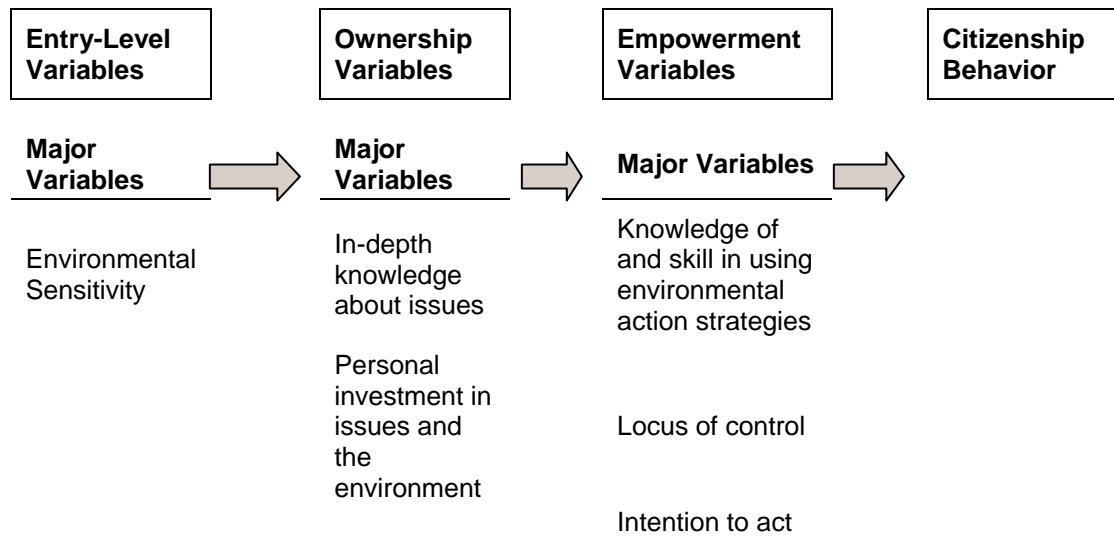 Entry-Level
Variables
Ownership
Variables
Empowerment
Variables
Citizenship
Behavior
Major
Variables
Major
Variables
Major Variables
Environmental
Sensitivity
In-depth
knowledge
about issues
Personal
investment in
issues and
the
environment
Knowledge of
and skill in using
environmental
action strategies
Locus of control
Intention to act